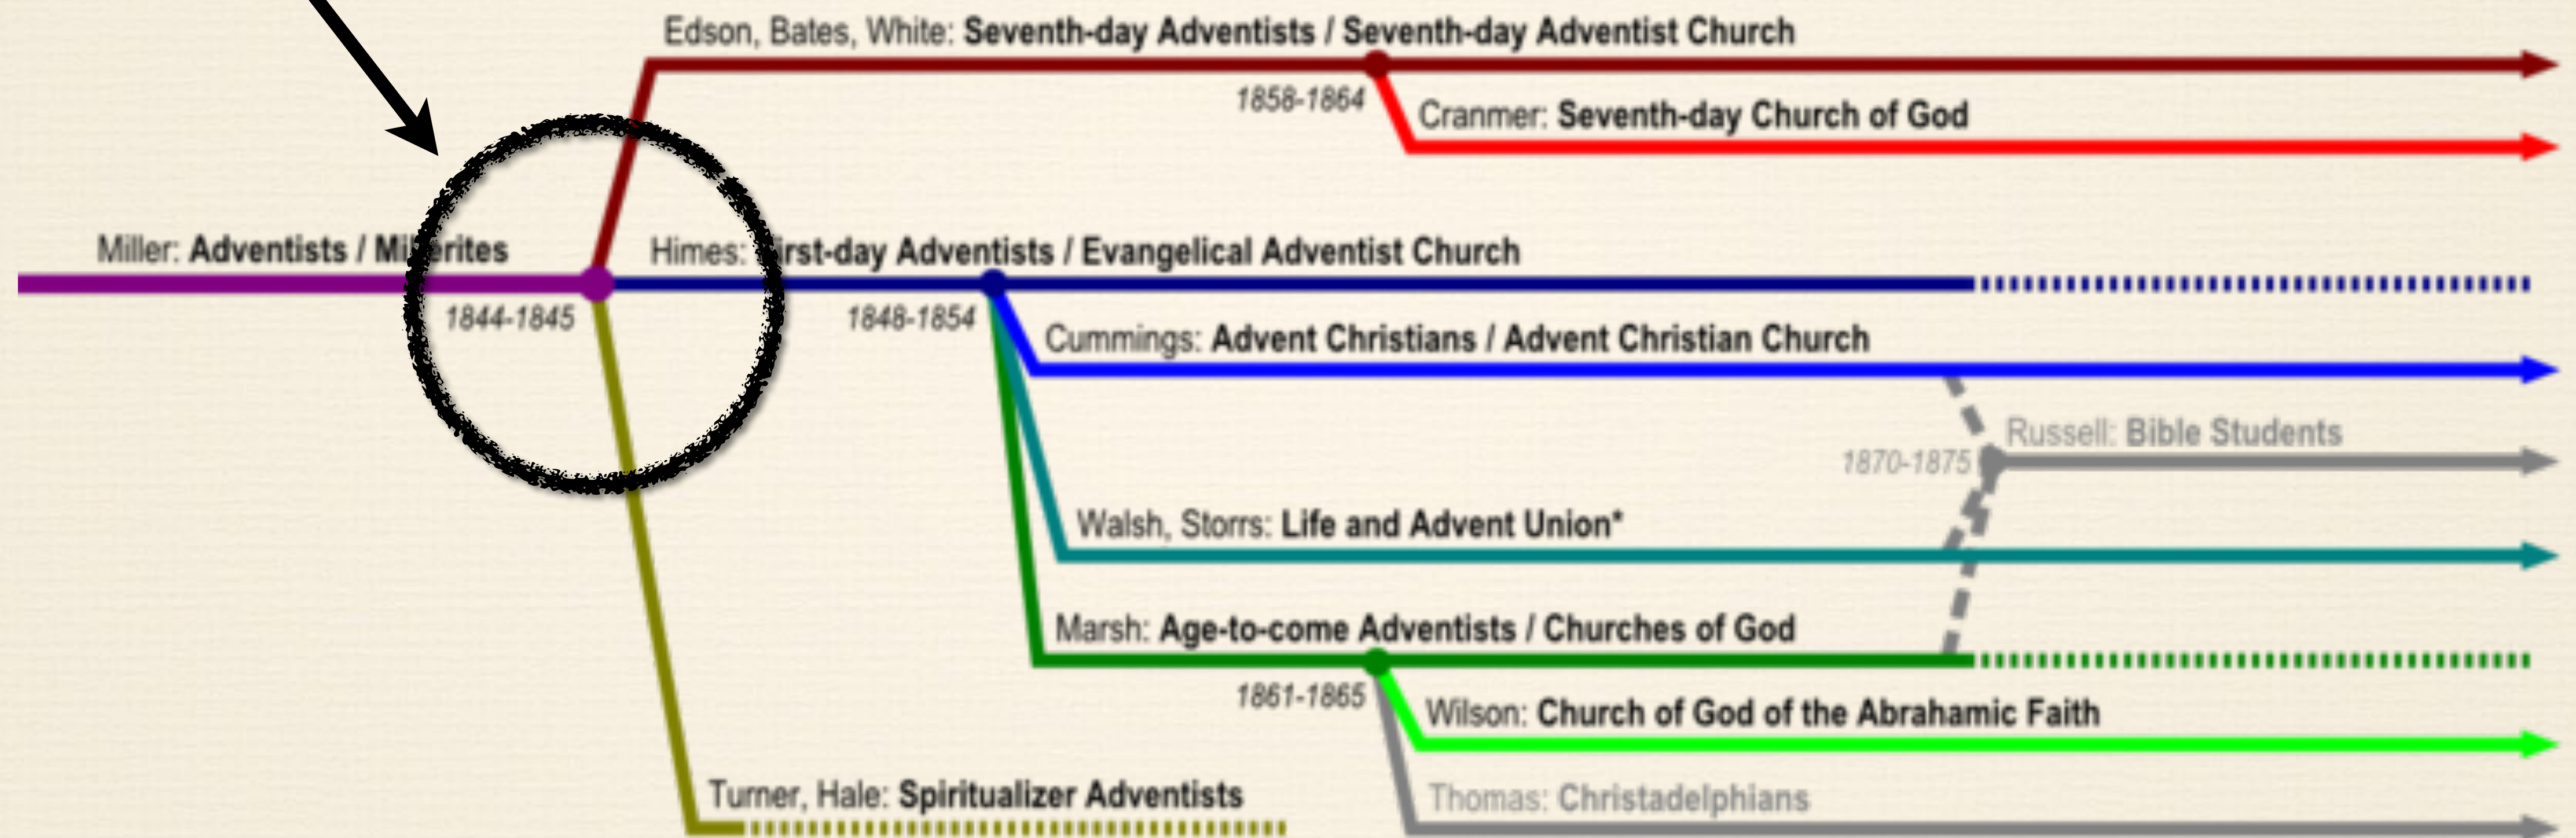 Edson, Bates, White: Seventh-day Adventists / Seventh-day Adventist Church
1858-1864
Cranmer: Seventh-day Church of God
Miller: Adventists / Millerites
Himes: First-day Adventists / Evangelical Adventist Church
1844-1845
1848-1854
Cummings: Advent Christians / Advent Christian Church
Russell: Bible Students
1870-1875
Walsh, Storrs: Life and Advent Union*
Marsh: Age-to-come Adventists / Churches of God
1861-1865
Wilson: Church of God of the Abrahamic Faith
Turner, Hale: Spiritualizer Adventists
Thomas: Christadelphians